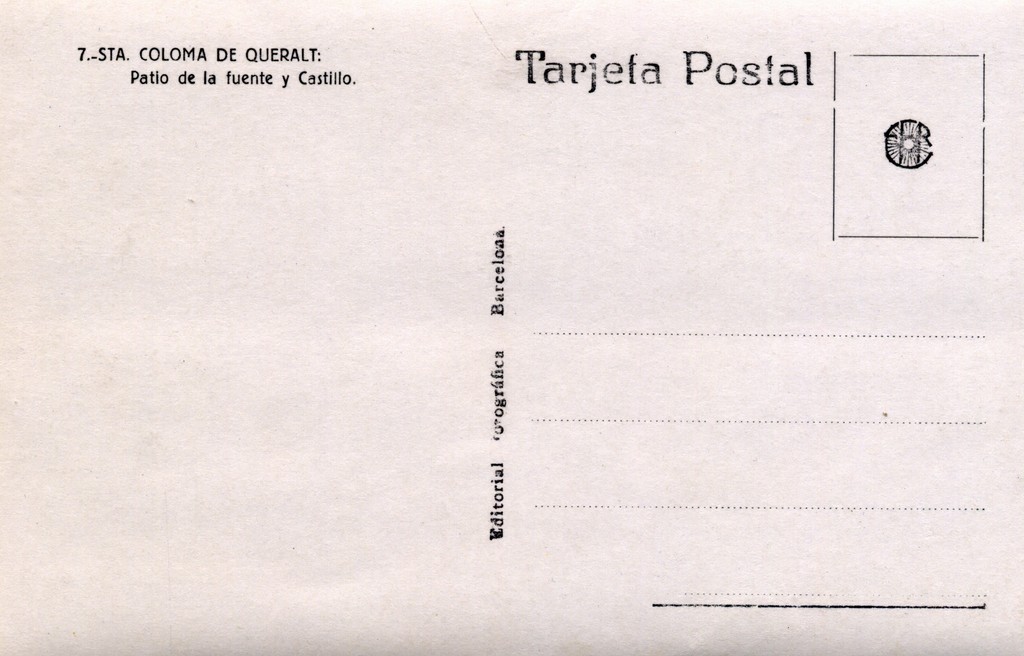 7.-STA. COLOMA DE QUERALT:
Patio de la fuente y Castillo.
Tarjeta Postal
Editorial Barcelona.